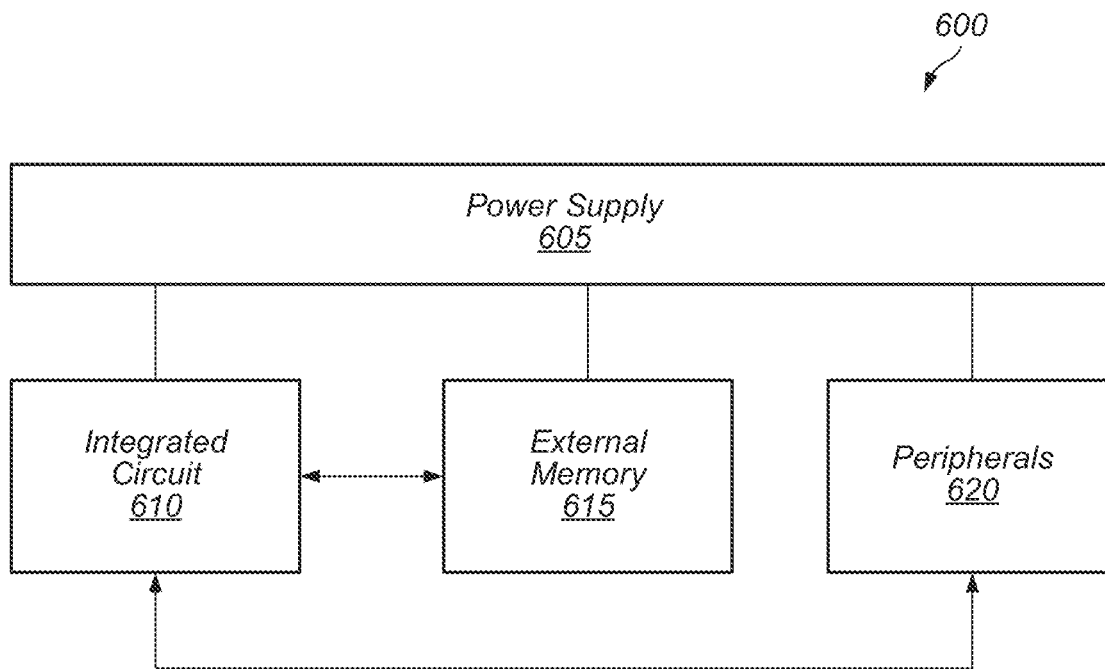 600
Power Supply
605
Integrated
Circuit
610
External
Memory
615
Peripherals
620